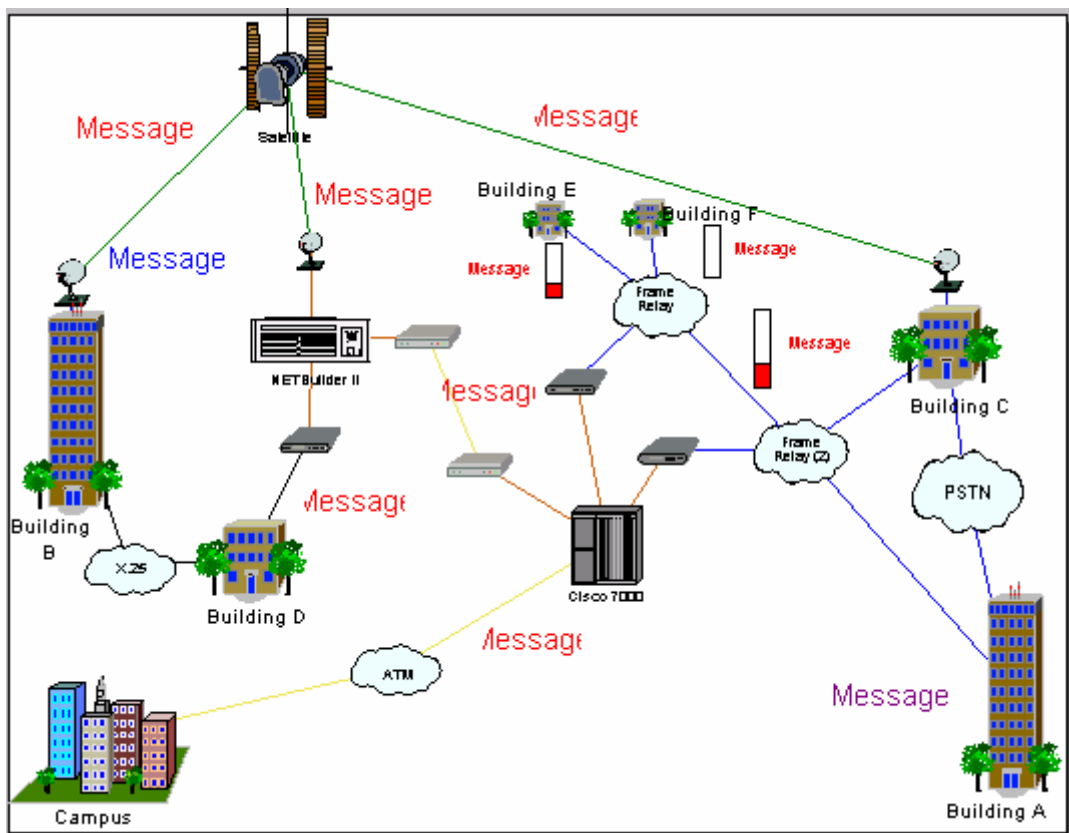 Message
Message
Satellite
Message
Building E
Building F
Message
Message
Message
Frame
Relay
Message
NETBuilder II
Message
Building C
Frame
Relay (2)
PSTN
Message
Building
B
X.25
Building D
Cisco 7000
Message
ATM
Message
Campus
Building A